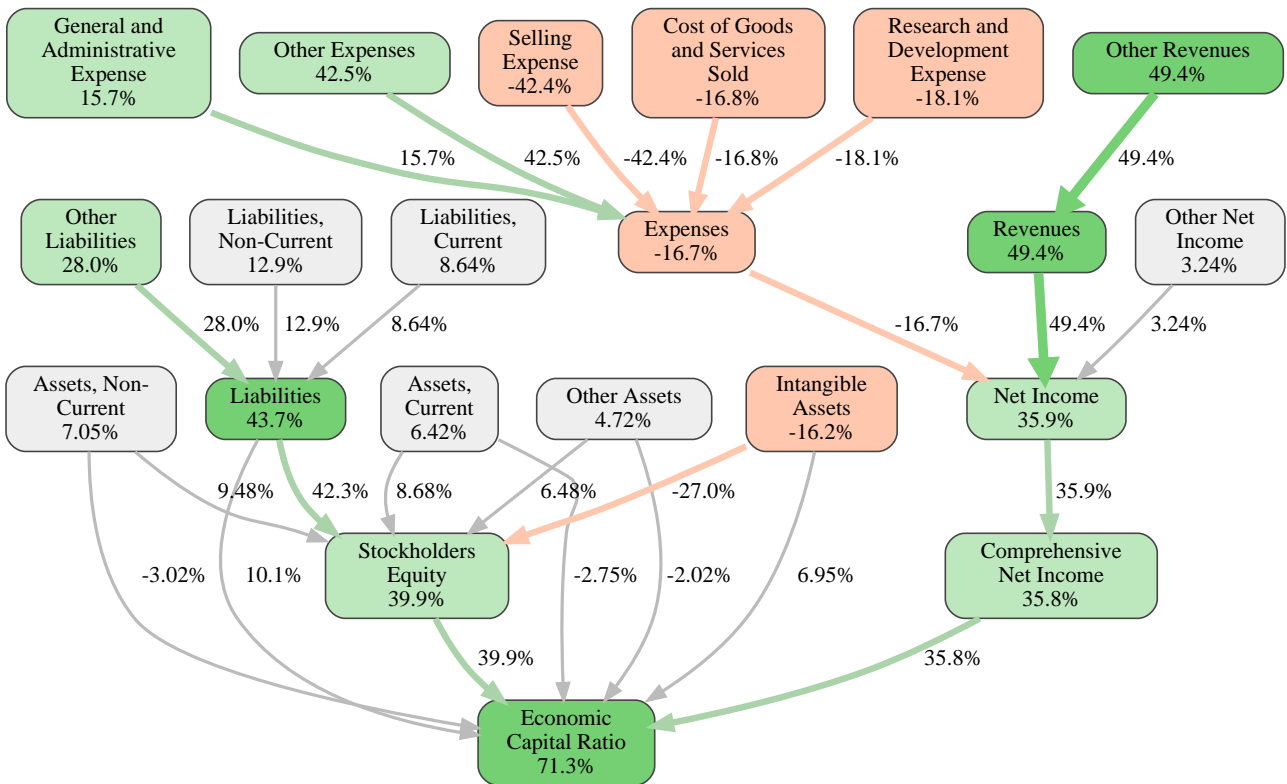 General and
Administrative
Expense
15.7%
Other Expenses
42.5%
Selling
Expense
-42.4%
Cost of Goods
and Services
Sold
-16.8%
Research and
Development
Expense
-18.1%
Other Revenues
49.4%
15.7%
42.5%
-42.4%
-16.8%
-18.1%
49.4%
Other
Liabilities
28.0%
Liabilities,
Non-Current
12.9%
Liabilities,
Current
8.64%
Expenses
-16.7%
Revenues
49.4%
Other Net
Income
3.24%
28.0%
12.9%
8.64%
-16.7%
49.4%
3.24%
Assets, Non-
Current
7.05%
Liabilities
43.7%
Assets,
Current
6.42%
Other Assets
4.72%
Intangible
Assets
-16.2%
Net Income
35.9%
9.48%
42.3%
8.68%
6.48%
-27.0%
35.9%
Stockholders
Equity
39.9%
Comprehensive
Net Income
35.8%
-3.02%
10.1%
-2.75%
-2.02%
6.95%
39.9%
35.8%
Economic
Capital Ratio
71.3%